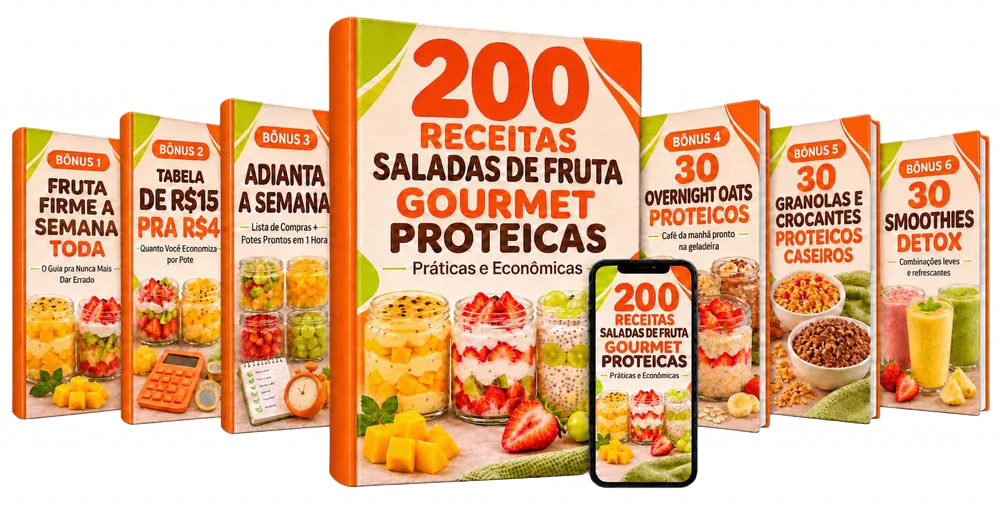 BÔNUS 1
FRUTA
FIRME A
SEMANA
TODA
O Guia pra Nunca Mais
Dar Errado
BÔNUS 2
TABELA
DE R$15
PRA R$4
Quanto Você Economiza
por Pote
BÔNUS 3
ADIANTA
A SEMANA
Lista de Compras +
Potes Prontos em 1 Hora
200
RECEITAS
SALADAS DE FRUTA
GOURMET
PROTEICAS
Práticas e Econômicas
200
RECEITAS
SALADAS DE FRUTA
GOURMET
PROTEICAS
Práticas e Econômicas
BÔNUS 4
30
OVERNIGHT OATS
PROTEICOS
Café da manhã pronto
na geladeira
BÔNUS 5
30
GRANOLAS E
CROCANTES
PROTEICOS
CASEIROS
BÔNUS 6
30
SMOOTHIES
DETOX
Combinações leves
e refrescantes